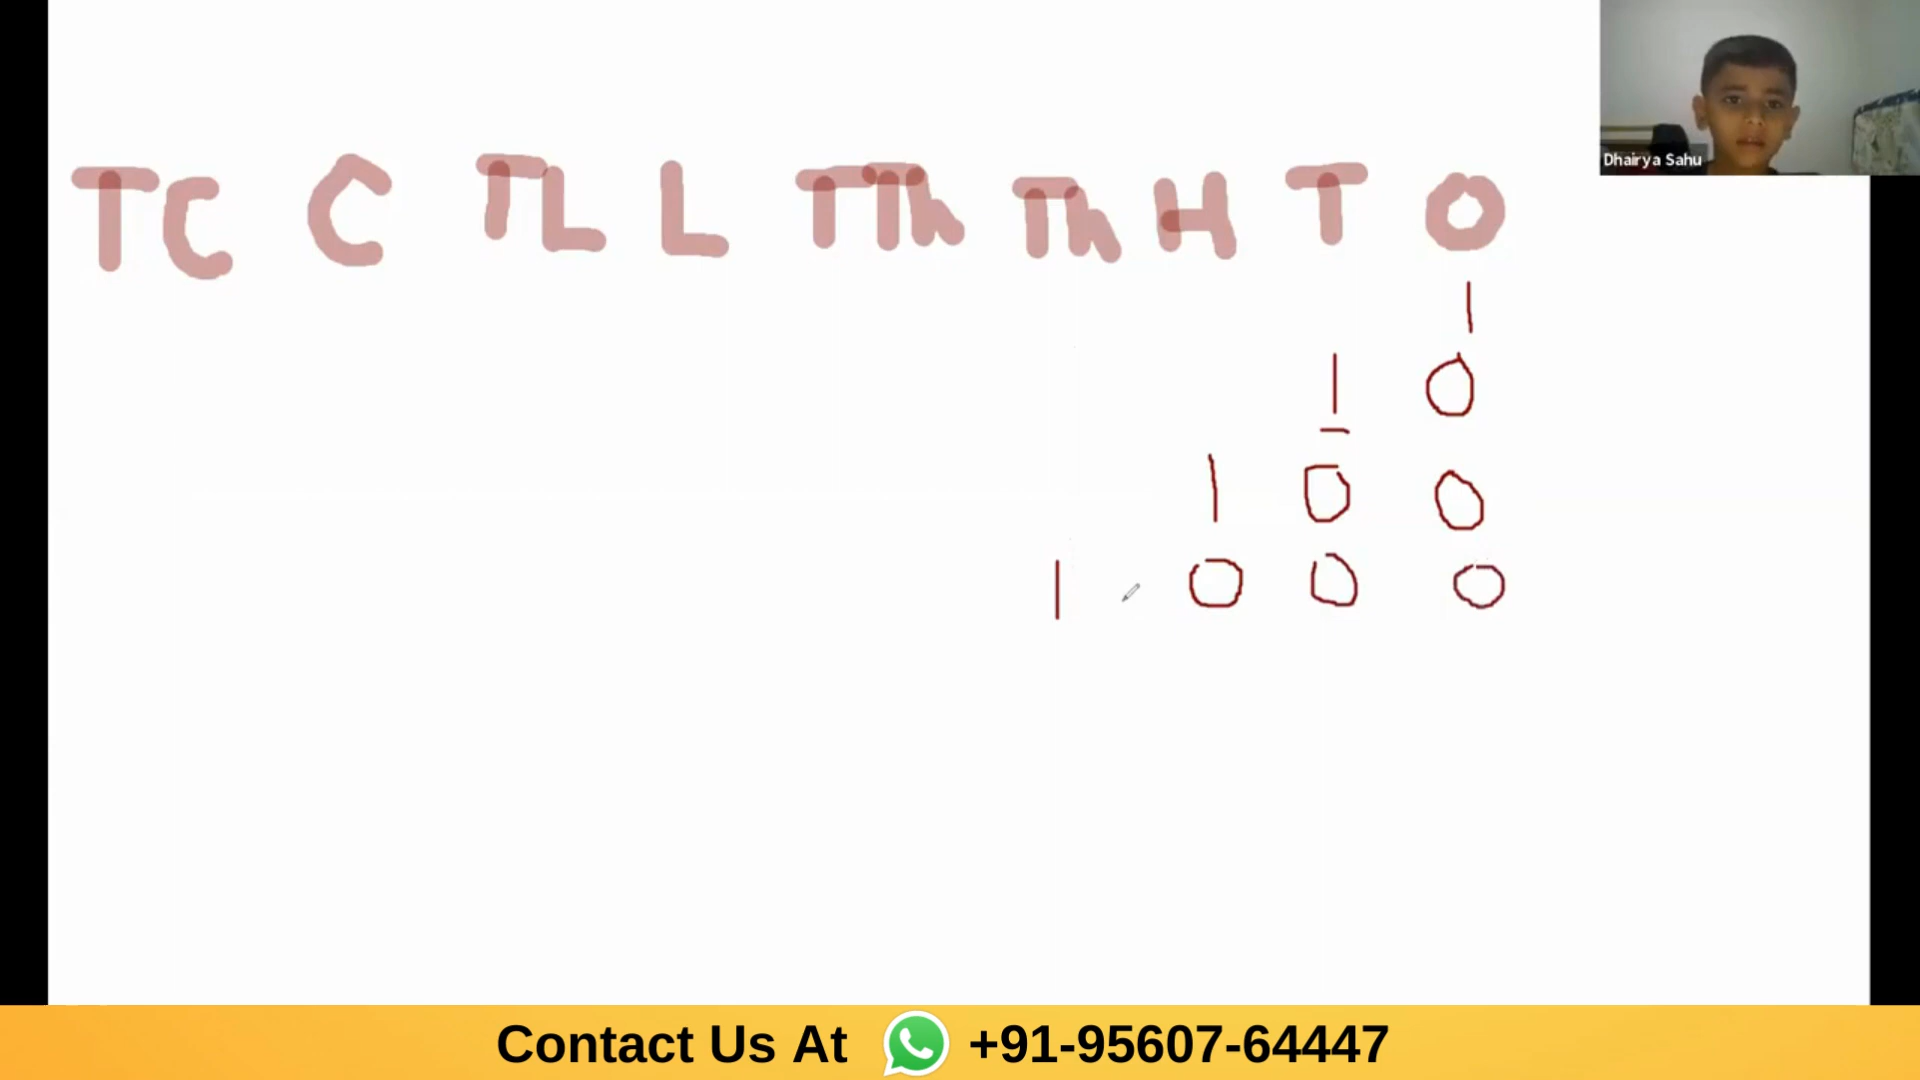 Dhairya Sahu
TC C TL L TTh Th H T O
1
1 0
1 0 0
1 0 0 0
Contact Us At +91-95607-64447